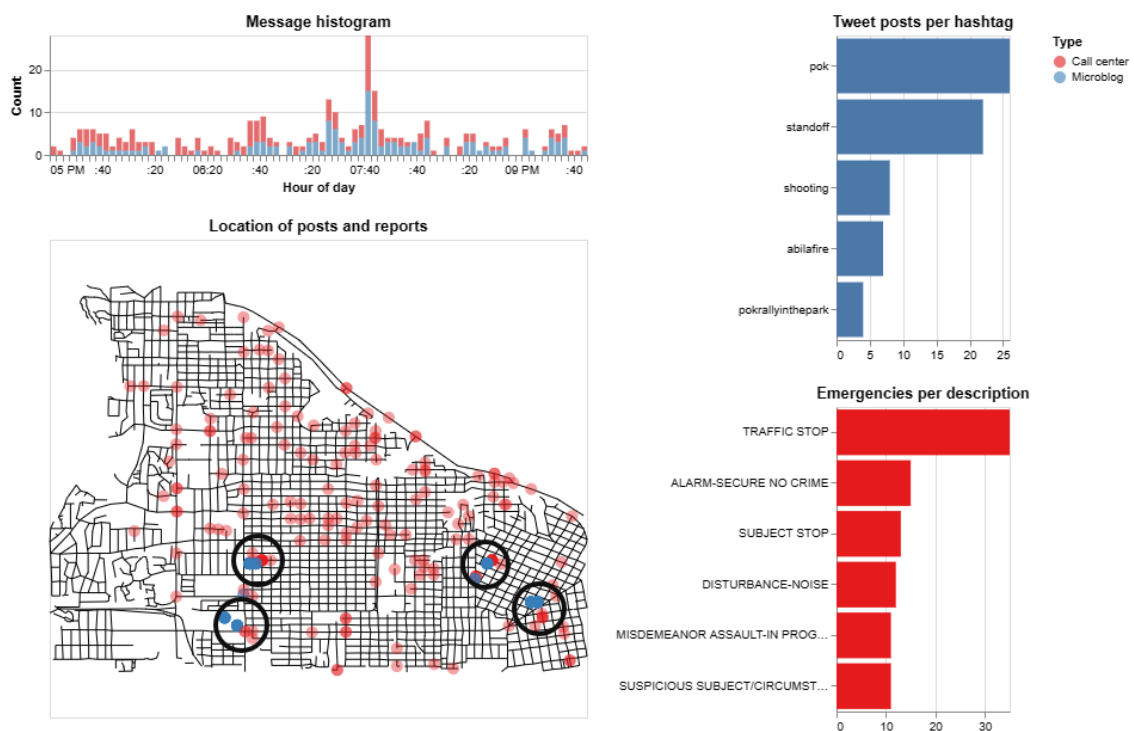 Message histogram
Count
20
10
0
05 PM
:40
:20
06:20
:40
:20
07:40
:20
:40
:20
09 PM
:40
Hour of day
Location of posts and reports
Tweet posts per hashtag
pok
standoff
shooting
abilafire
pokrallyinthepark
0
5
10
15
20
25
Type
Call center
Microblog
Emergencies per description
TRAFFIC STOP
ALARM-SECURE NO CRIME
SUBJECT STOP
DISTURBANCE-NOISE
MISDEMEANOR ASSAULT-IN PROG...
SUSPICIOUS SUBJECT/CIRCUMST...
0
10
20
30